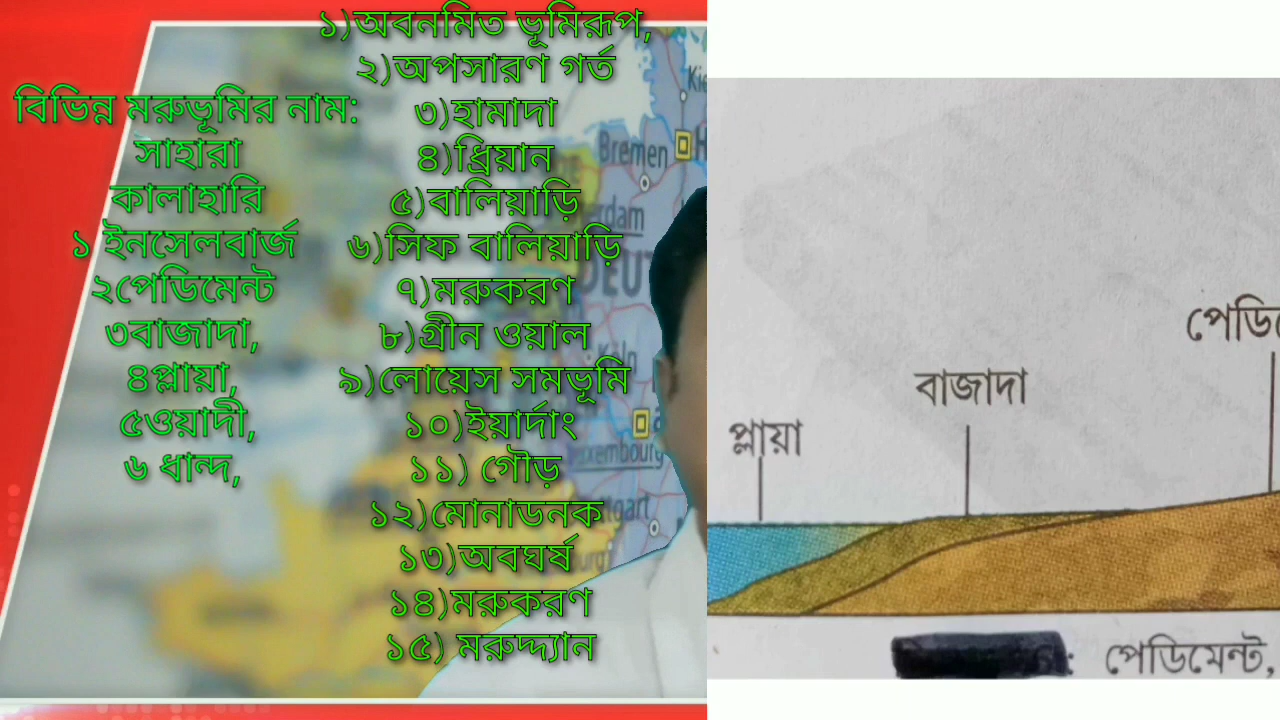 বিভিন্ন মরুভূমির নাম:
সাহারা
কালাহারি
১ ইনসেলবার্জ
২পেডিমেন্ট
৩বাজাদা,
৪প্লায়া,
৫ওয়াদী,
৬ ধান্দ,
১)অবনমিত ভূমিরূপ,
২)অপসারণ গর্ত
৩)হামাদা
৪)ধ্রিয়ান
৫)বালিয়াড়ি
৬)সিফ বালিয়াড়ি
৭)মরুকরণ
৮)গ্রীন ওয়াল
৯)লোয়েস সমভূমি
১০)ইয়ার্দাং
১১) গৌড়
১২)মোনাডনক
১৩)অবঘর্ষ
১৪)মরুকরণ
১৫) মরুদ্দ্যান
Bremen
Köln
প্লায়া
বাজাদা
পেডিমেন্ট,